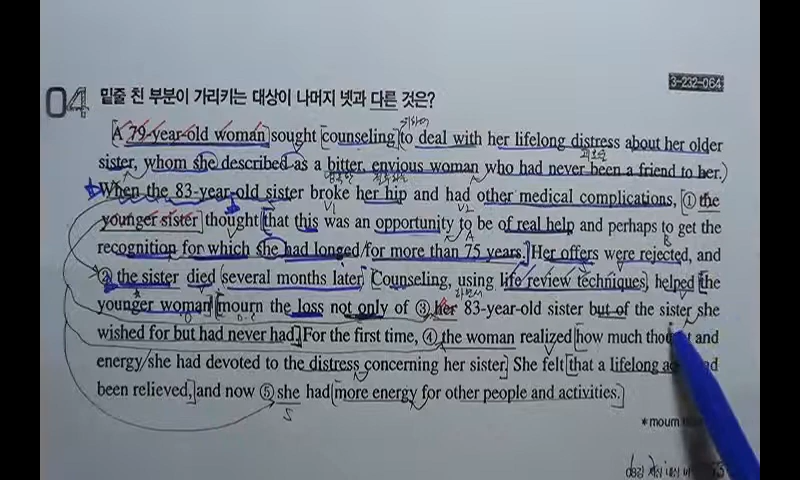 3-232-064
04 밑줄 친 부분이 가리키는 대상이 나머지 넷과 다른 것은?
A 79-year-old woman sought counseling to deal with her lifelong distress about her older
sister, whom she described as a bitter, envious woman who had never been a friend to her.
When the 83-year-old sister broke her hip and had other medical complications, ① the
V1 V2
younger sister thought that this was an opportunity to be of real help and perhaps to get the
A B
recognition for which she had longed for more than 75 years. Her offers were rejected, and
② the sister died several months later. Counseling, using life review techniques, helped the
younger woman mourn the loss not only of ③ her 83-year-old sister but of the sister she
wished for but had never had. For the first time, ④ the woman realized how much thought and
energy she had devoted to the distress concerning her sister. She felt that a lifelong
been relieved, and now ⑤ she had more energy for other people and activities.
S
*mourn